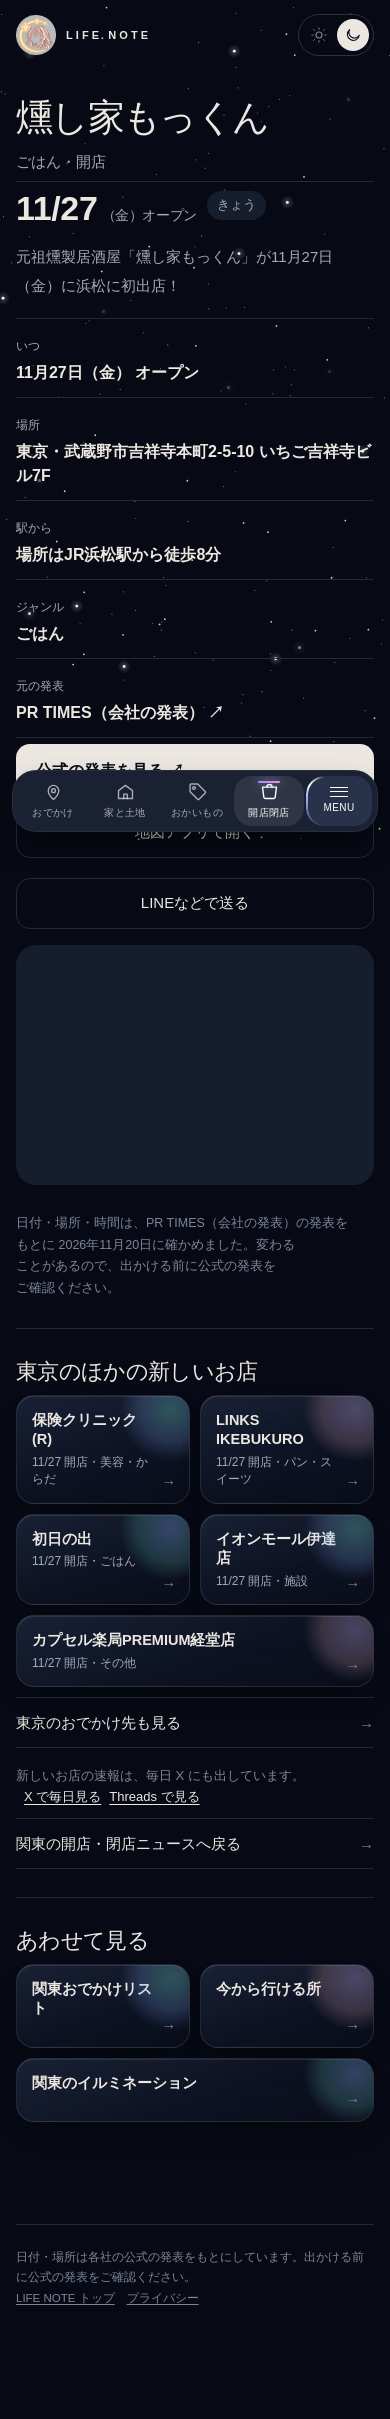 LIFE.NOTE
燻し家もっくん
ごはん・開店
11/27 （金）オープン きょう
元祖燻製居酒屋「燻し家もっくん」が11月27日
（金）に浜松に初出店！
いつ
11月27日（金） オープン
場所
東京・武蔵野市吉祥寺本町2-5-10 いちご吉祥寺ビ
ル7F
駅から
場所はJR浜松駅から徒歩8分
ジャンル
ごはん
元の発表
PR TIMES（会社の発表） ↗
公式の発表を見る ↗
おでかけ
家と土地
おかいもの
開店閉店
MENU
地図アプリで開く
LINEなどで送る
日付・場所・時間は、PR TIMES（会社の発表）の発表を
もとに 2026年11月20日に確かめました。変わる
ことがあるので、出かける前に公式の発表を
ご確認ください。
東京のほかの新しいお店
保険クリニック
(R)
11/27 開店・美容・か
らだ
→
LINKS
IKEBUKURO
11/27 開店・パン・ス
イーツ
→
初日の出
11/27 開店・ごはん
→
イオンモール伊達
店
11/27 開店・施設
→
カプセル楽局PREMIUM経堂店
11/27 開店・その他
→
東京のおでかけ先も見る →
新しいお店の速報は、毎日 X にも出しています。
X で毎日見る Threads で見る
関東の開店・閉店ニュースへ戻る →
あわせて見る
関東おでかけリス
ト
→
今から行ける所
→
関東のイルミネーション
→
日付・場所は各社の公式の発表をもとにしています。出かける前
に公式の発表をご確認ください。
LIFE NOTE トップ プライバシー